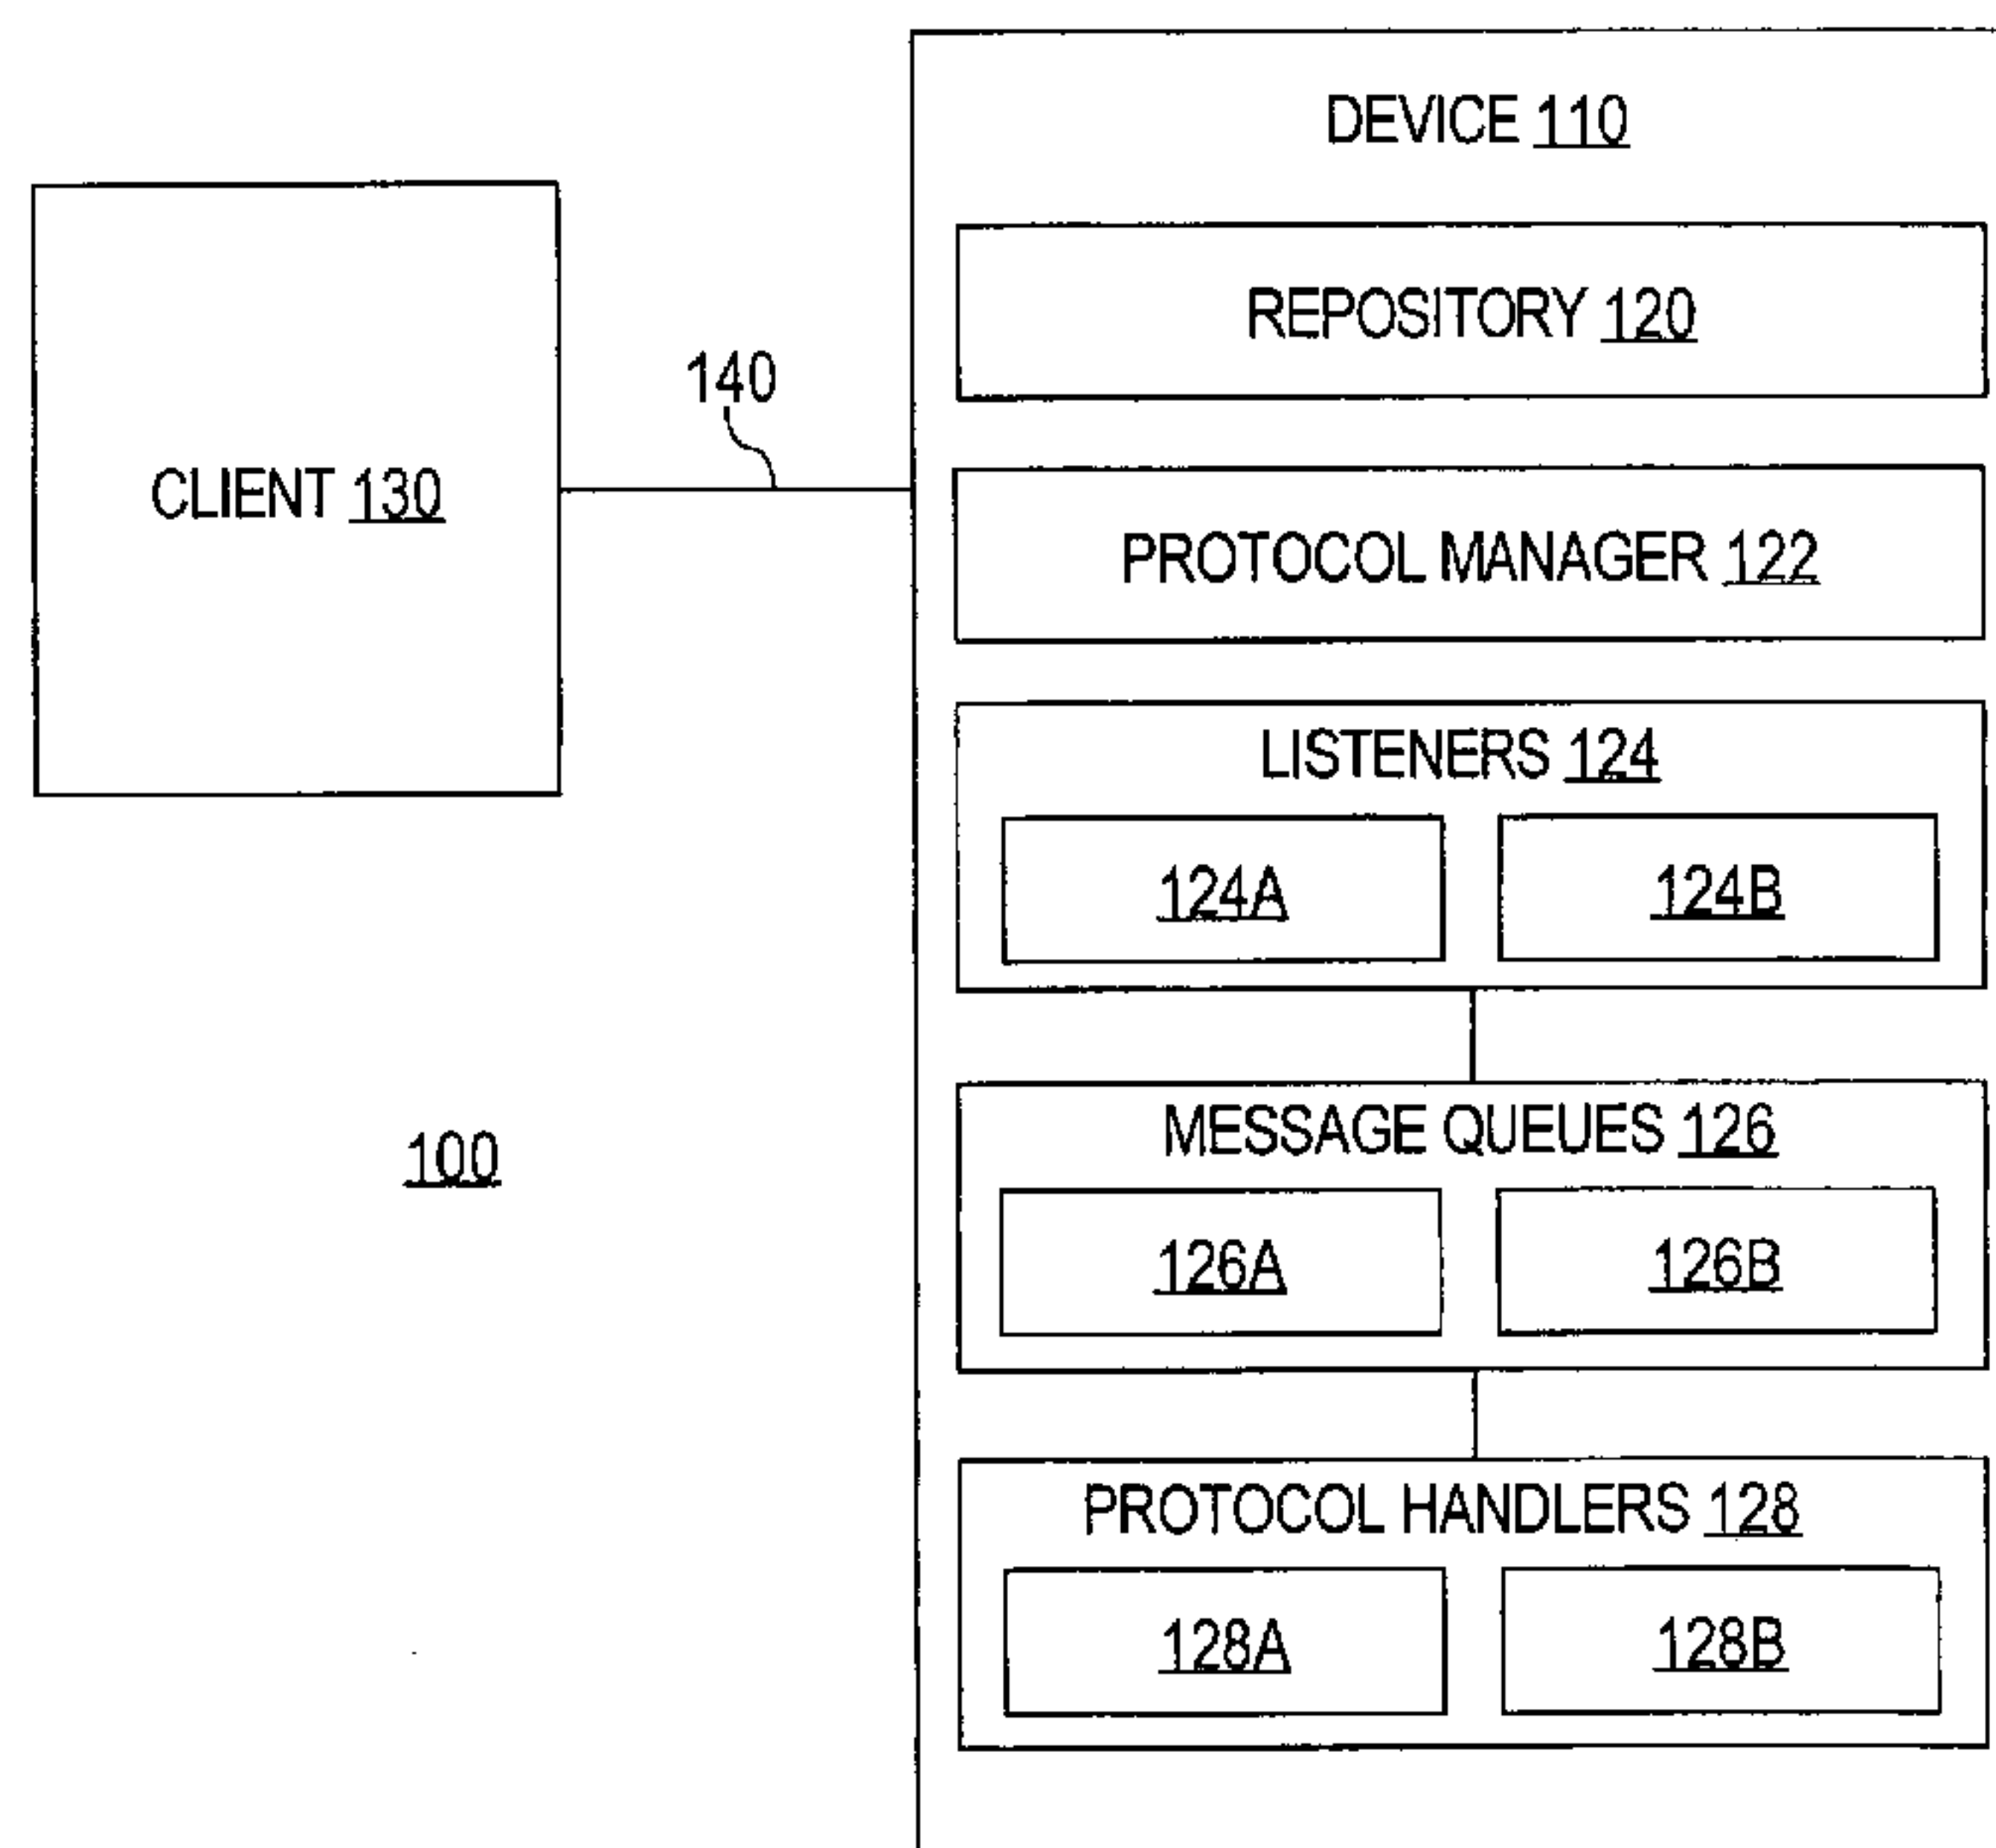 DEVICE 110
REPOSITORY 120
140
CLIENT 130
PROTOCOL MANAGER 122
LISTENERS 124
124A 124B
MESSAGE QUEUES 126
100
126A 126B
PROTOCOL HANDLERS 128
128A 128B